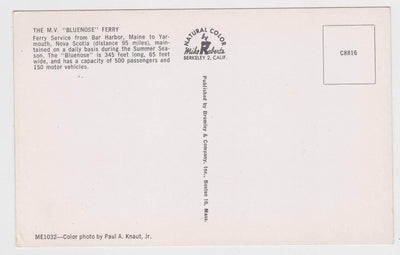 THE M.V. "BLUENOSE" FERRY
Ferry Service from Bar Harbor, Maine to Yar-
mouth, Nova Scotia (distance 95 miles), main-
tained on a daily basis during the Summer Sea-
son. The "Bluenose" is 345 feet long, 65 feet
wide, and has a capacity of 500 passengers and
150 motor vehicles.
NATURAL COLOR
by
Mike Roberts
BERKELEY 2, CALIF.
C8816
Published by Bromley & Company, Inc., Boston 10, Mass.
ME1032—Color photo by Paul A. Knaut, Jr.